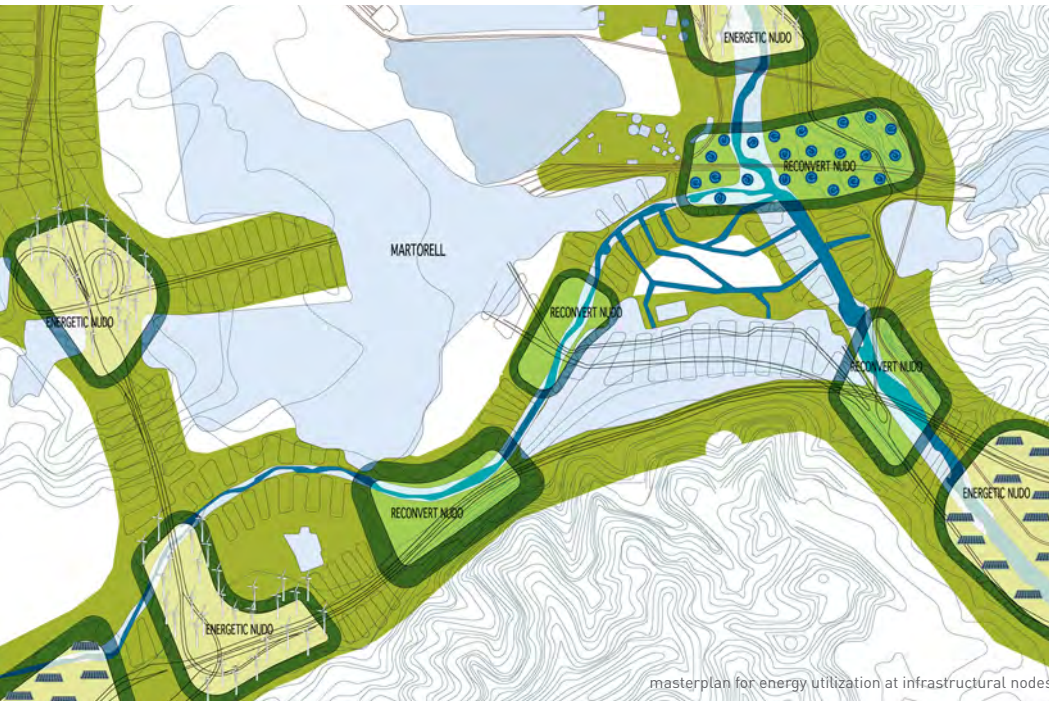 ENERGETIC NUDO
RECONVERT NUDO
MARTORELL
RECONVERT NUDO
ENERGETIC NUDO
RECONVERT NUDO
ENERGETIC NUDO
RECONVERT NUDO
ENERGETIC NUDO
masterplan for energy utilization at infrastructural nodes